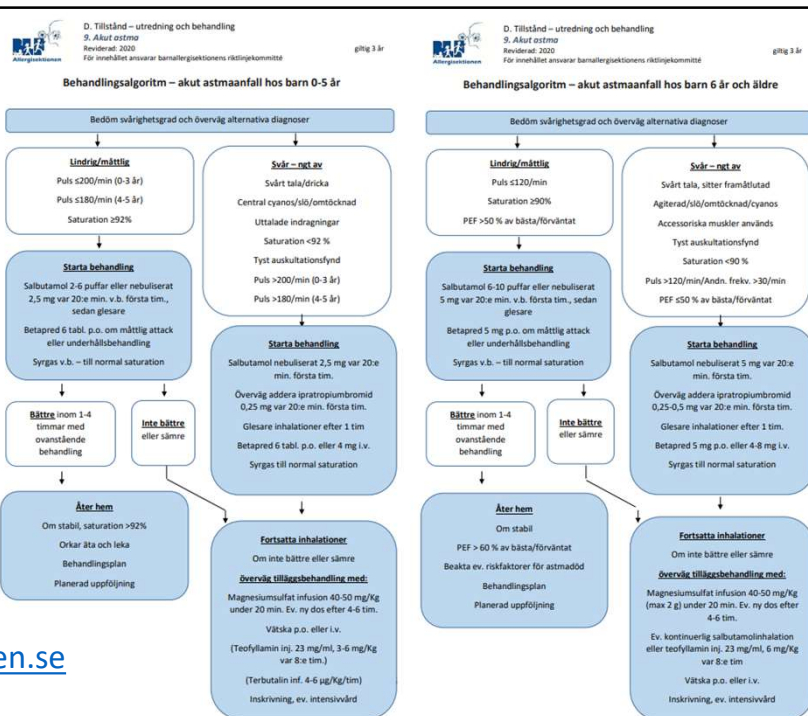 D. Tillstånd – utredning och behandling
9. Akut astma
Reviderad: 2020
För innehållet ansvarar barnallergisektionens riktlinjekommitté
giltig 3 år
Allergisektionen
Behandlingsalgoritm – akut astmaanfall hos barn 0-5 år
Bedöm svårighetsgrad och överväg alternativa diagnoser
Lindrig/måttlig
Puls ≤200/min (0-3 år)
Puls ≤180/min (4-5 år)
Saturation ≥92%
Svår – ngt av
Svårt tala/dricka
Central cyanos/slö/omtöcknad
Uttalade indragningar
Saturation <92 %
Tyst auskultationsfynd
Puls >200/min (0-3 år)
Puls >180/min (4-5 år)
Starta behandling
Salbutamol 2-6 puffar eller nebuliserat
2,5 mg var 20:e min. v.b. första tim.,
sedan glesare
Betapred 6 tabl. p.o. om måttlig attack
eller underhållsbehandling
Syrgas v.b. – till normal saturation
Starta behandling
Salbutamol nebuliserat 2,5 mg var 20:e
min. första tim.
Överväg addera ipratropiumbromid
0,25 mg var 20:e min. första tim.
Glesare inhalationer efter 1 tim
Betapred 6 tabl. p.o. eller 4 mg i.v.
Syrgas till normal saturation
Bättre inom 1-4
timmar med
ovanstående
behandling
Inte bättre
eller sämre
Åter hem
Om stabil, saturation >92%
Orkar äta och leka
Behandlingsplan
Planerad uppföljning
Fortsatta inhalationer
Om inte bättre eller sämre
överväg tilläggsbehandling med:
Magnesiumsulfat infusion 40-50 mg/Kg
under 20 min. Ev. ny dos efter 4-6 tim.
Vätska p.o. eller i.v.
(Teofyllamin inj. 23 mg/ml, 3-6 mg/Kg
var 8:e tim.)
(Terbutalin inf. 4-6 µg/Kg/tim)
Inskrivning, ev. intensivvård
en.se
D. Tillstånd – utredning och behandling
9. Akut astma
Reviderad: 2020
För innehållet ansvarar barnallergisektionens riktlinjekommitté
giltig 3 år
Allergisektionen
Behandlingsalgoritm – akut astmaanfall hos barn 6 år och äldre
Bedöm svårighetsgrad och överväg alternativa diagnoser
Lindrig/måttlig
Puls ≤120/min
Saturation ≥90%
PEF >50 % av bästa/förväntat
Svår – ngt av
Svårt tala, sitter framåtlutad
Agiterad/slö/omtöcknad/cyanos
Accessoriska muskler används
Tyst auskultationsfynd
Saturation <90 %
Puls >120/min/Andn. frekv. >30/min
PEF ≤50 % av bästa/förväntat
Starta behandling
Salbutamol 6-10 puffar eller nebuliserat
5 mg var 20:e min. v.b. första tim., sedan
glesare
Betapred 5 mg p.o. om måttlig attack
eller underhållsbehandling
Syrgas v.b. – till normal saturation
Starta behandling
Salbutamol nebuliserat 5 mg var 20:e
min. första tim.
Överväg addera ipratropiumbromid
0,25-0,5 mg var 20:e min. första tim.
Glesare inhalationer efter 1 tim.
Betapred 5 mg p.o. eller 4-8 mg i.v.
Syrgas till normal saturation
Bättre inom 1-4
timmar med
ovanstående
behandling
Inte bättre
eller sämre
Åter hem
Om stabil
PEF > 60 % av bästa/förväntat
Beakta ev. riskfaktorer för astmadöd
Behandlingsplan
Planerad uppföljning
Fortsatta inhalationer
Om inte bättre eller sämre
överväg tilläggsbehandling med:
Magnesiumsulfat infusion 40-50 mg/Kg
(max 2 g) under 20 min. Ev. ny dos efter
4-6 tim.
Ev. kontinuerlig salbutamolinhalation
eller teofyllamin inj. 23 mg/ml, 6 mg/Kg
var 8:e tim
Vätska p.o. eller i.v.
Inskrivning, ev. intensivvård